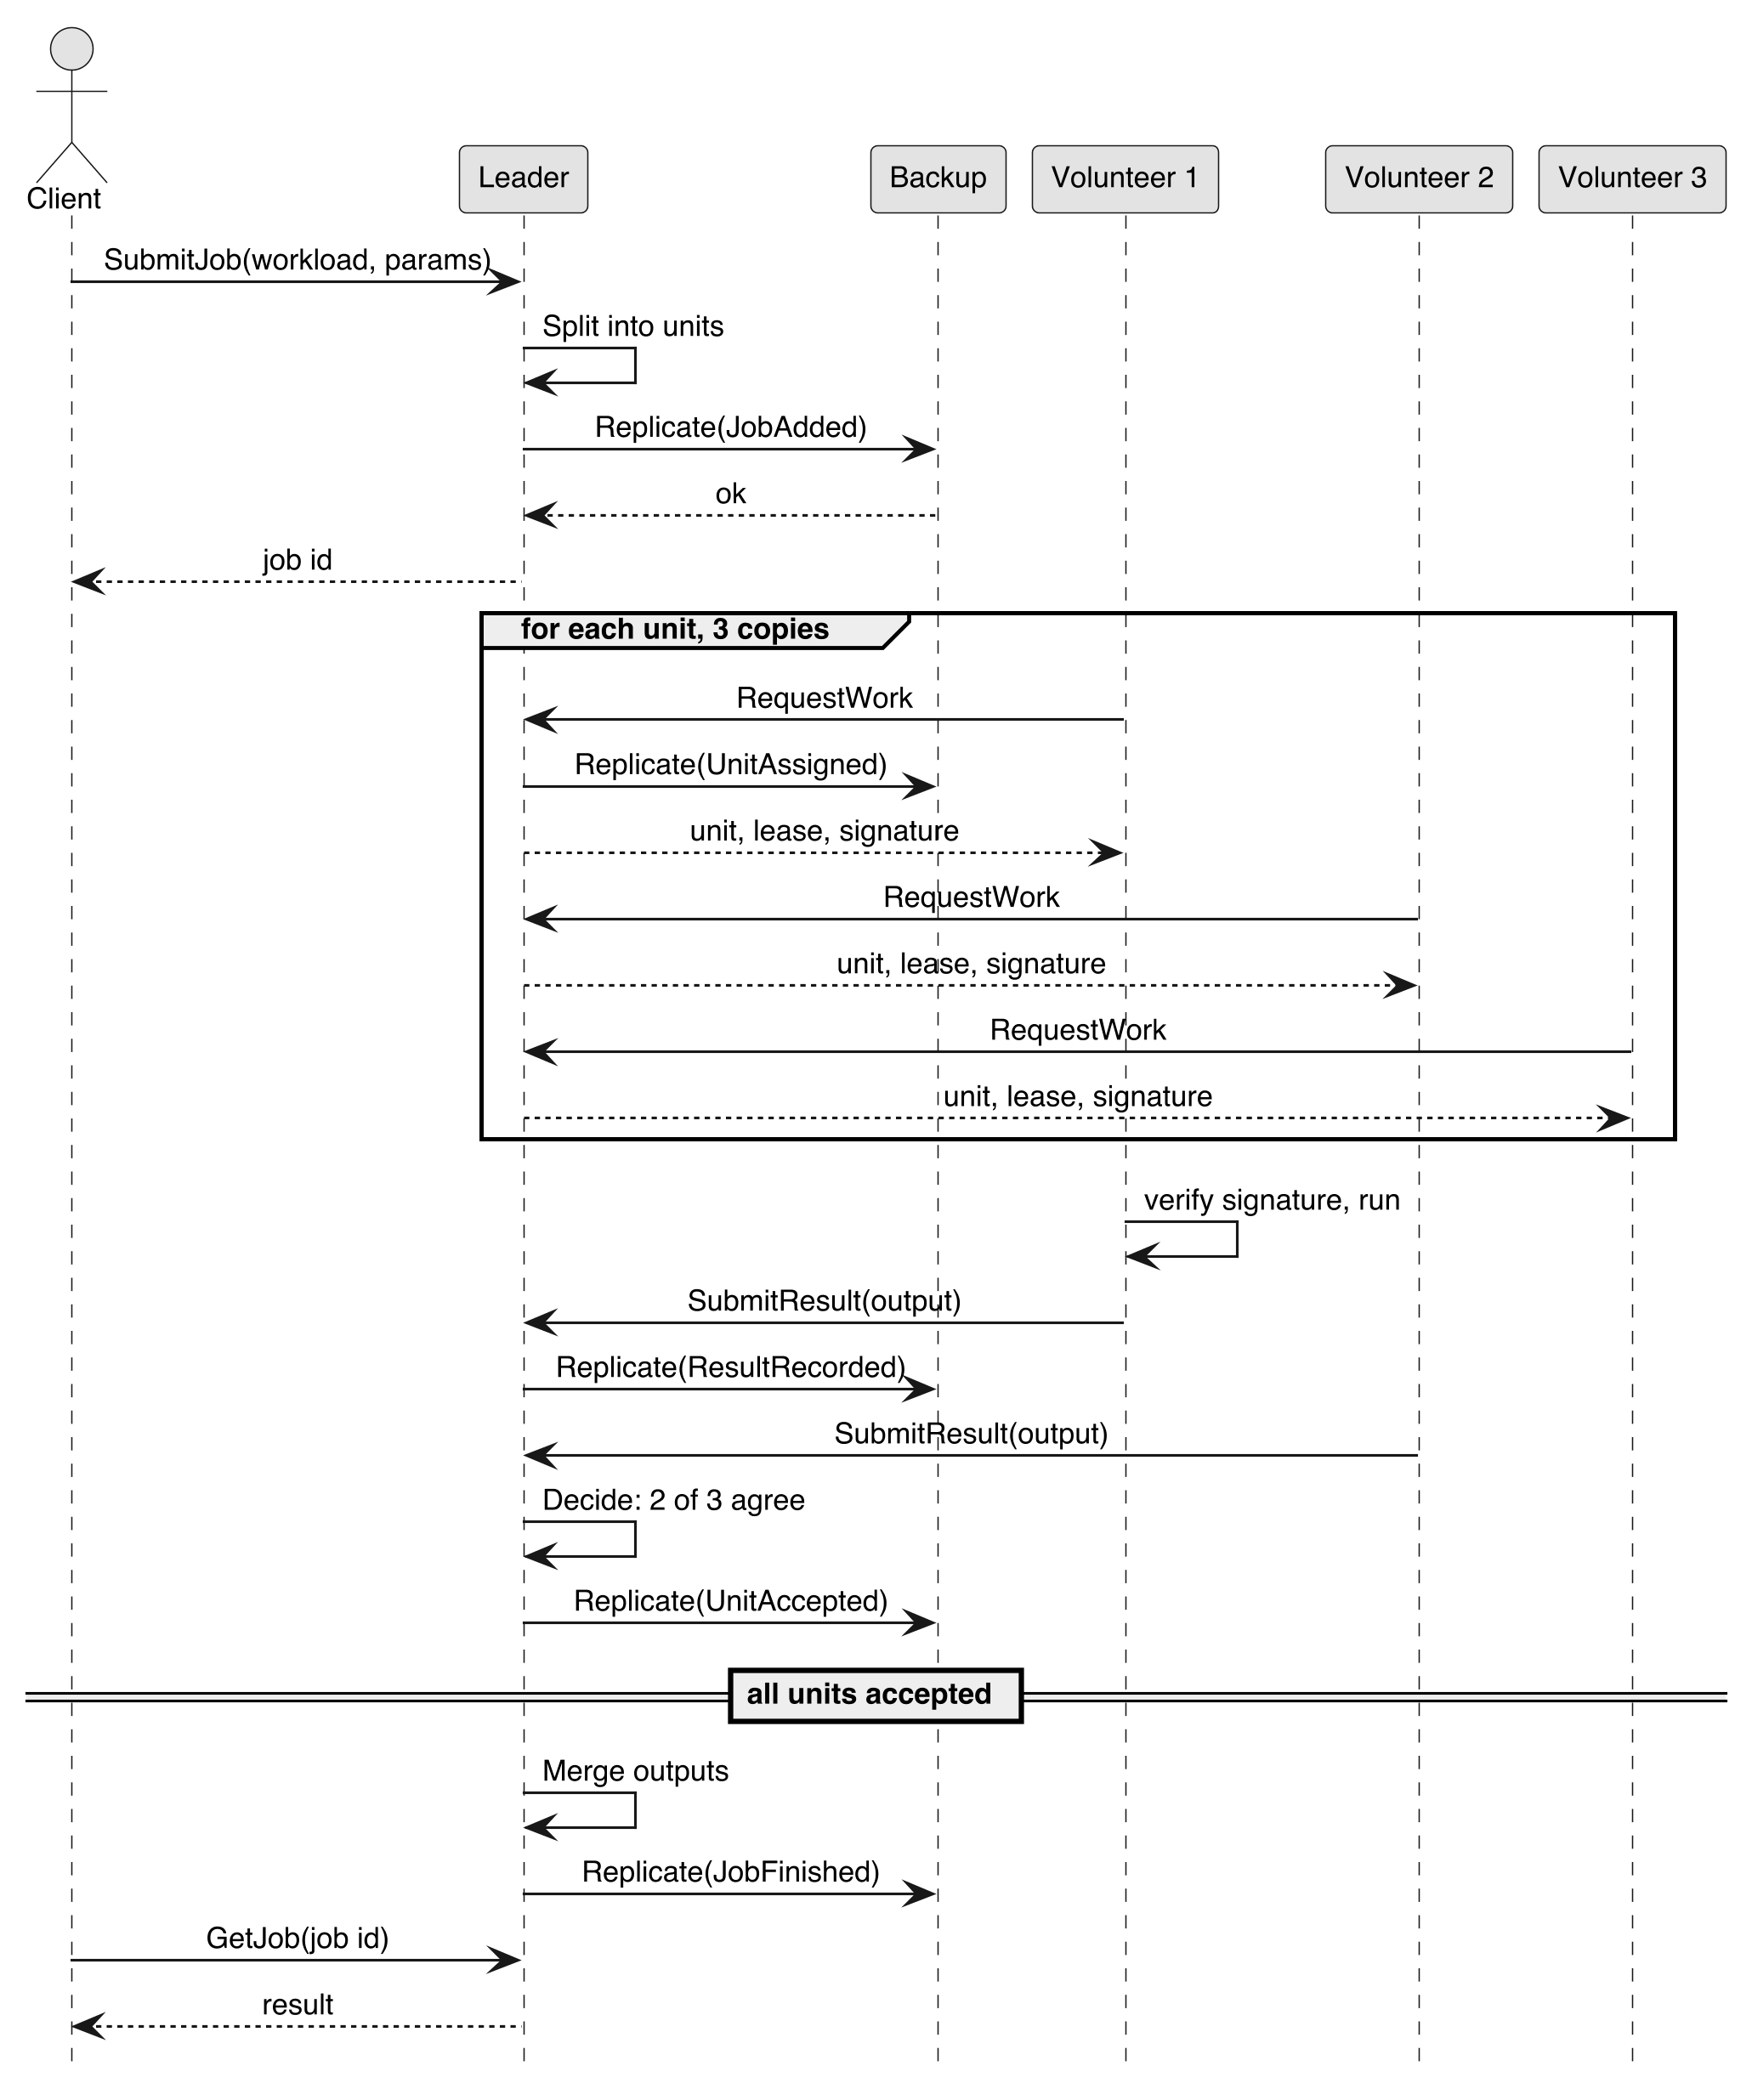 Client
Leader
Backup
Volunteer 1
Volunteer 2
Volunteer 3
SubmitJob(workload, params)
Split into units
Replicate(JobAdded)
ok
job id
for each unit, 3 copies
RequestWork
Replicate(UnitAssigned)
unit, lease, signature
RequestWork
unit, lease, signature
RequestWork
unit, lease, signature
verify signature, run
SubmitResult(output)
Replicate(ResultRecorded)
SubmitResult(output)
Decide: 2 of 3 agree
Replicate(UnitAccepted)
all units accepted
Merge outputs
Replicate(JobFinished)
GetJob(job id)
result